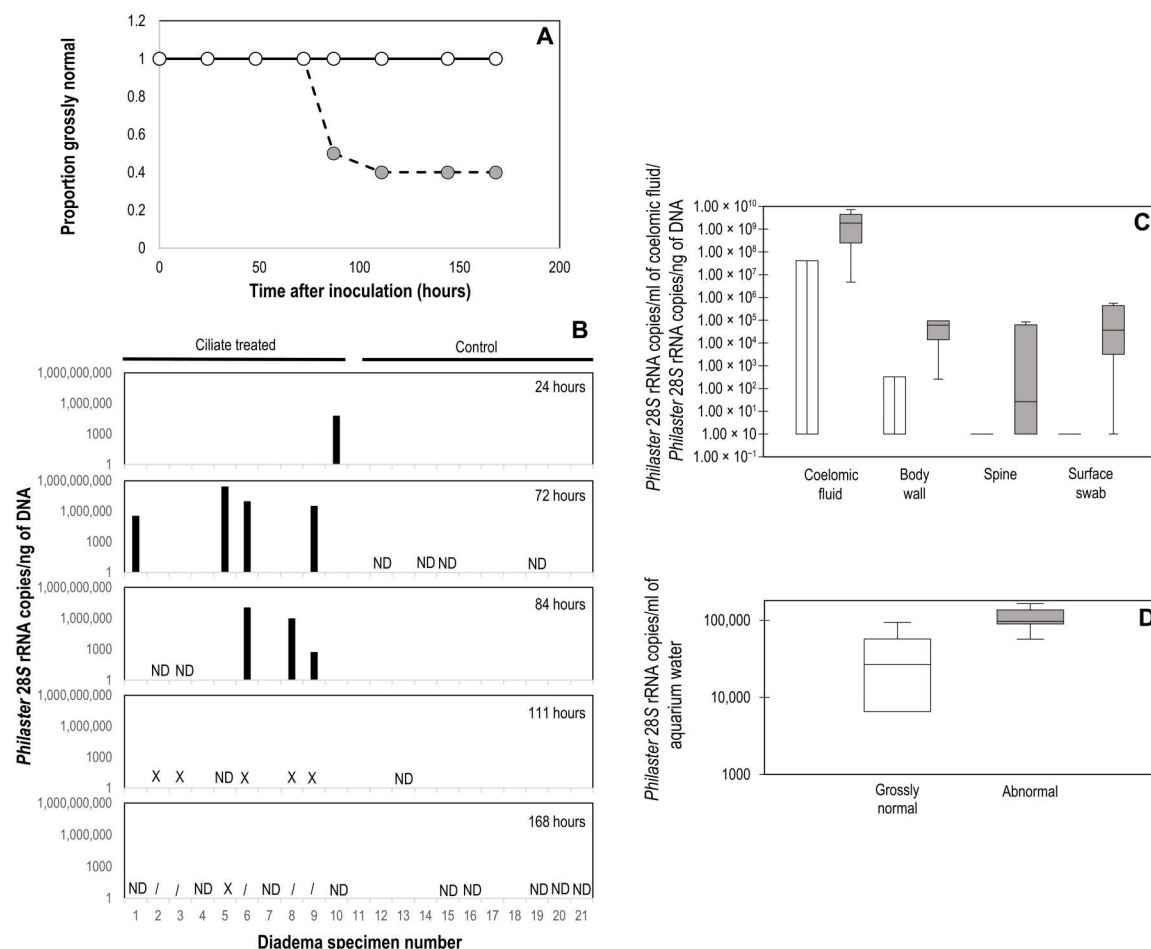 A
Proportion grossly normal
1.2
1
0.8
0.6
0.4
0.2
0
0 50 100 150 200
Time after inoculation (hours)
B
Ciliate treated Control
Philaster 28S rRNA copies/ng of DNA
1,000,000,000
1,000,000
1000
1
24 hours
1,000,000,000
1,000,000
1000
1
72 hours
ND ND ND ND
1,000,000,000
1,000,000
1000
1
84 hours
ND ND
1,000,000,000
1,000,000
1000
1
111 hours
X X ND X X X ND
1,000,000,000
1,000,000
1000
1
168 hours
ND / / ND X / ND / / ND ND ND ND ND ND
1 2 3 4 5 6 7 8 9 10 11 12 13 14 15 16 17 18 19 20 21
Diadema specimen number
C
Philaster 28S rRNA copies/ml of coelomic fluid/
Philaster 28S rRNA copies/ng of DNA
1.00 × 10¹⁰
1.00 × 10⁹
1.00 × 10⁸
1.00 × 10⁷
1.00 × 10⁶
1.00 × 10⁵
1.00 × 10⁴
1.00 × 10³
1.00 × 10²
1.00 × 10¹
1.00 × 10
1.00 × 10⁻¹
Coelomic Body Spine Surface
fluid wall swab
D
Philaster 28S rRNA copies/ml of
aquarium water
100,000
10,000
1000
Grossly Abnormal
normal